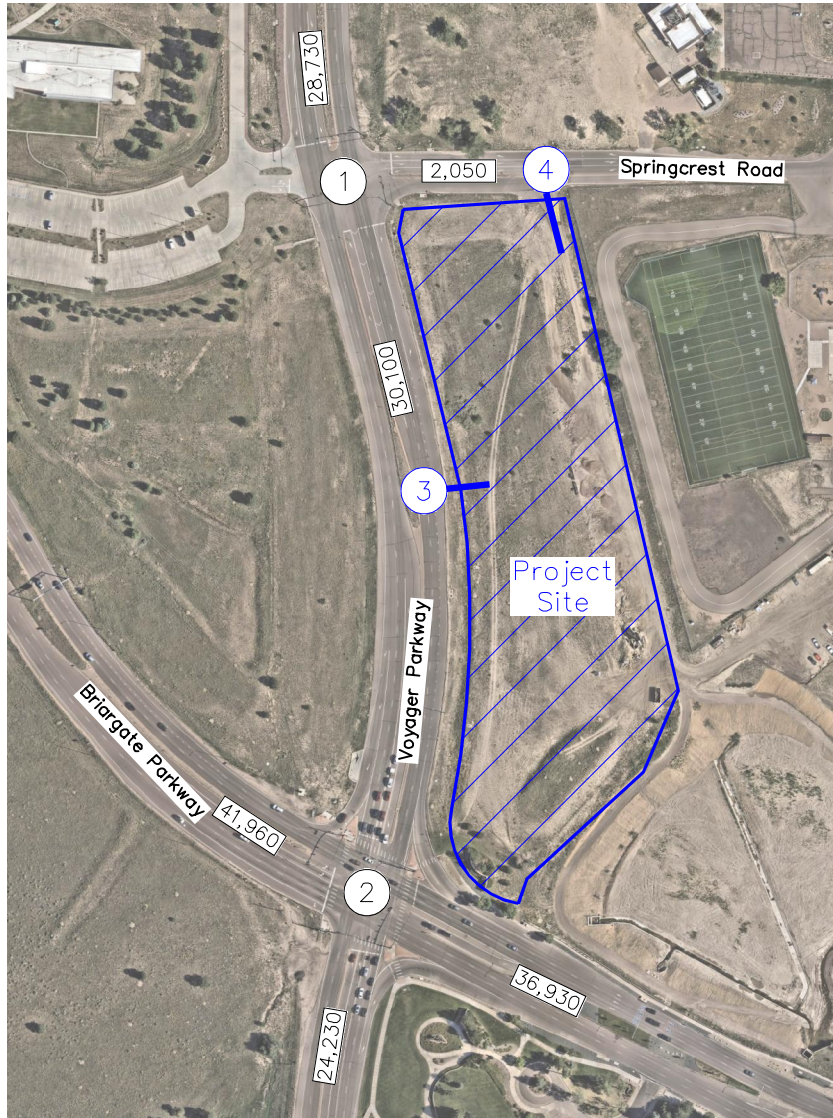 28,730
1
2,050
4
Springcrest Road
30,100
3
Project
Site
Voyager Parkway
Briargate Parkway
41,960
2
36,930
24,230